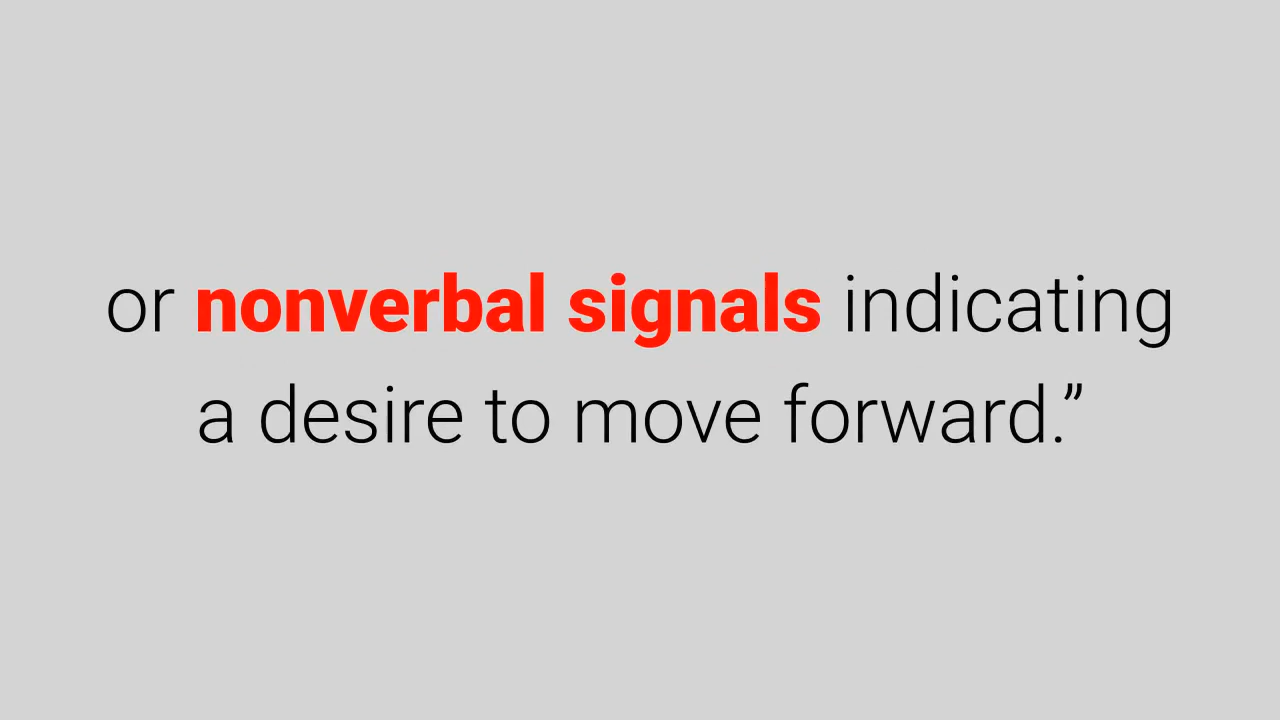 or nonverbal signals indicating
a desire to move forward.”